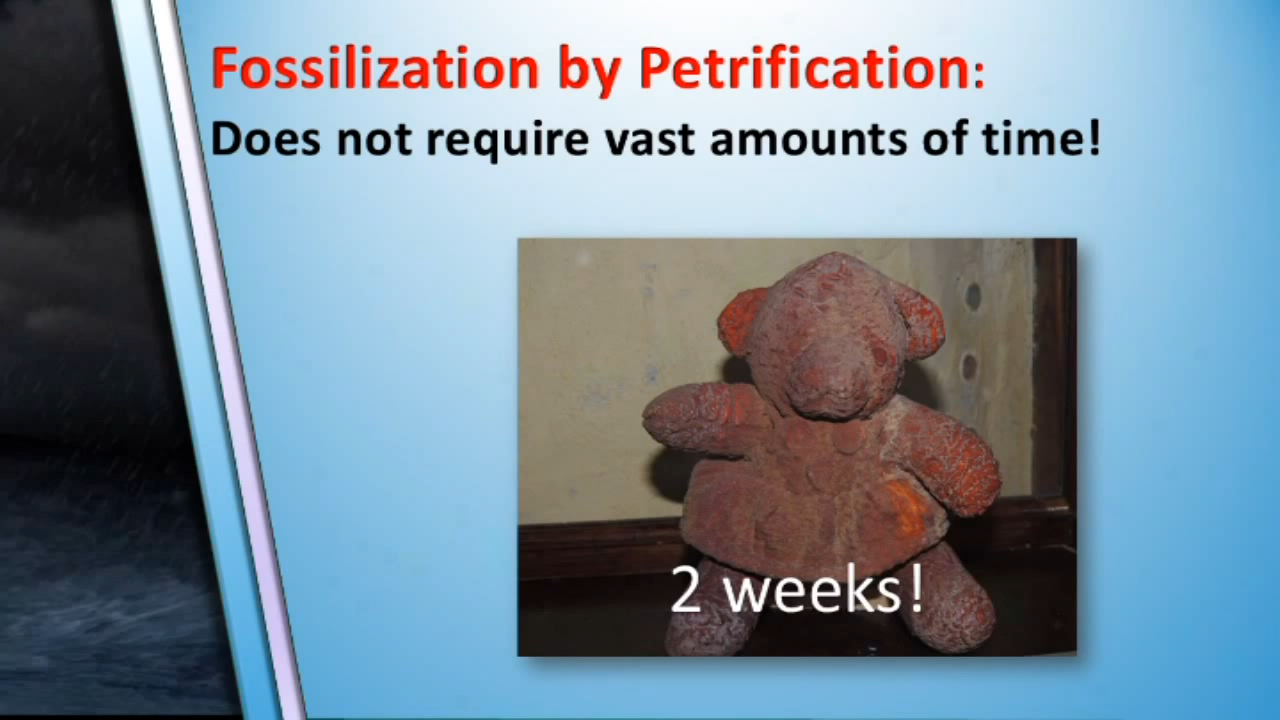 Fossilization by Petrification:
Does not require vast amounts of time!
2 weeks!